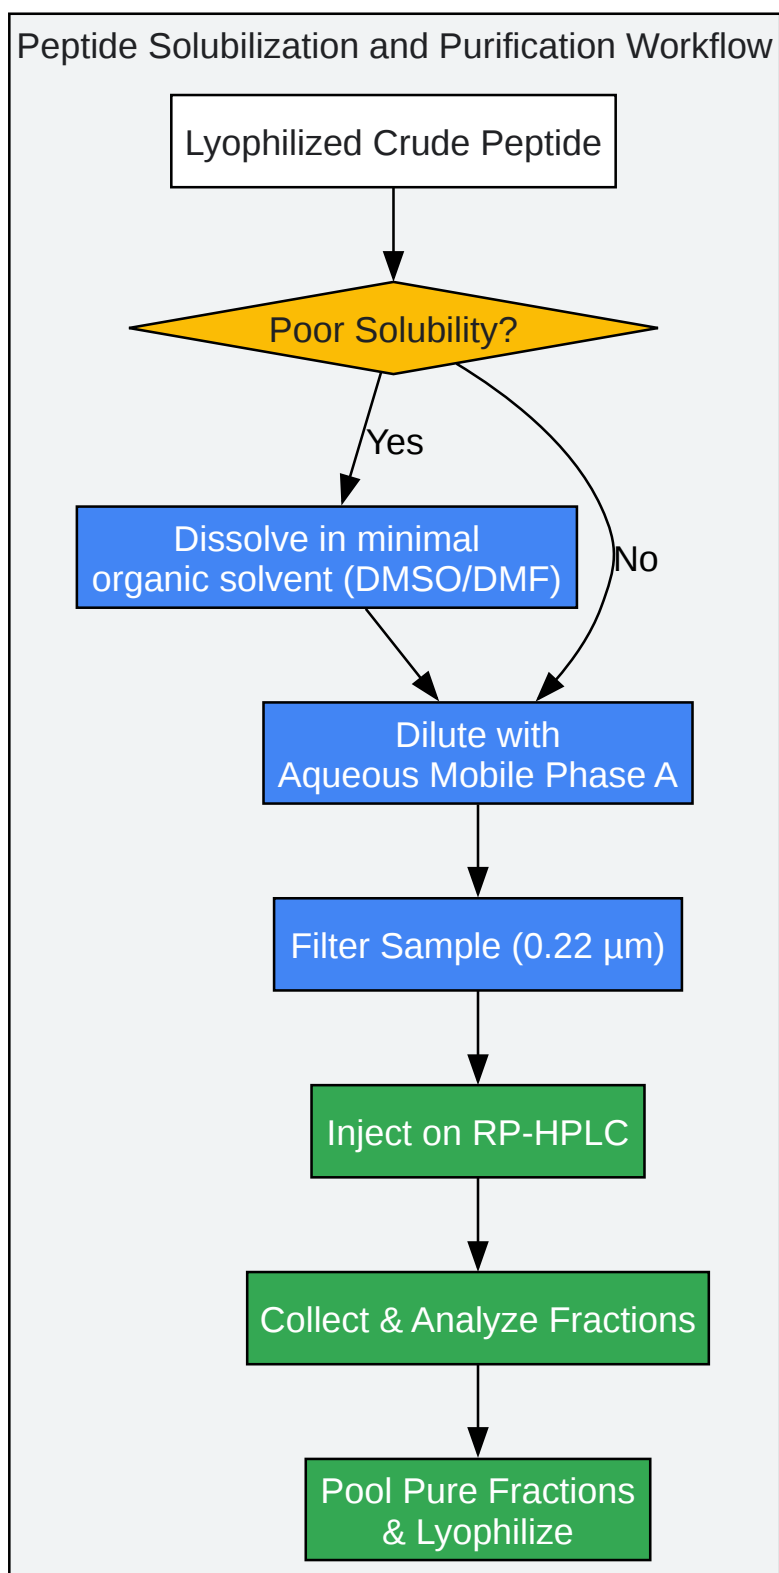 Peptide Solubilization and Purification Workflow
Lyophilized Crude Peptide
Poor Solubility?
Yes
Dissolve in minimal
organic solvent (DMSO/DMF)
No
Dilute with
Aqueous Mobile Phase A
Filter Sample (0.22 µm)
Inject on RP-HPLC
Collect & Analyze Fractions
Pool Pure Fractions
& Lyophilize